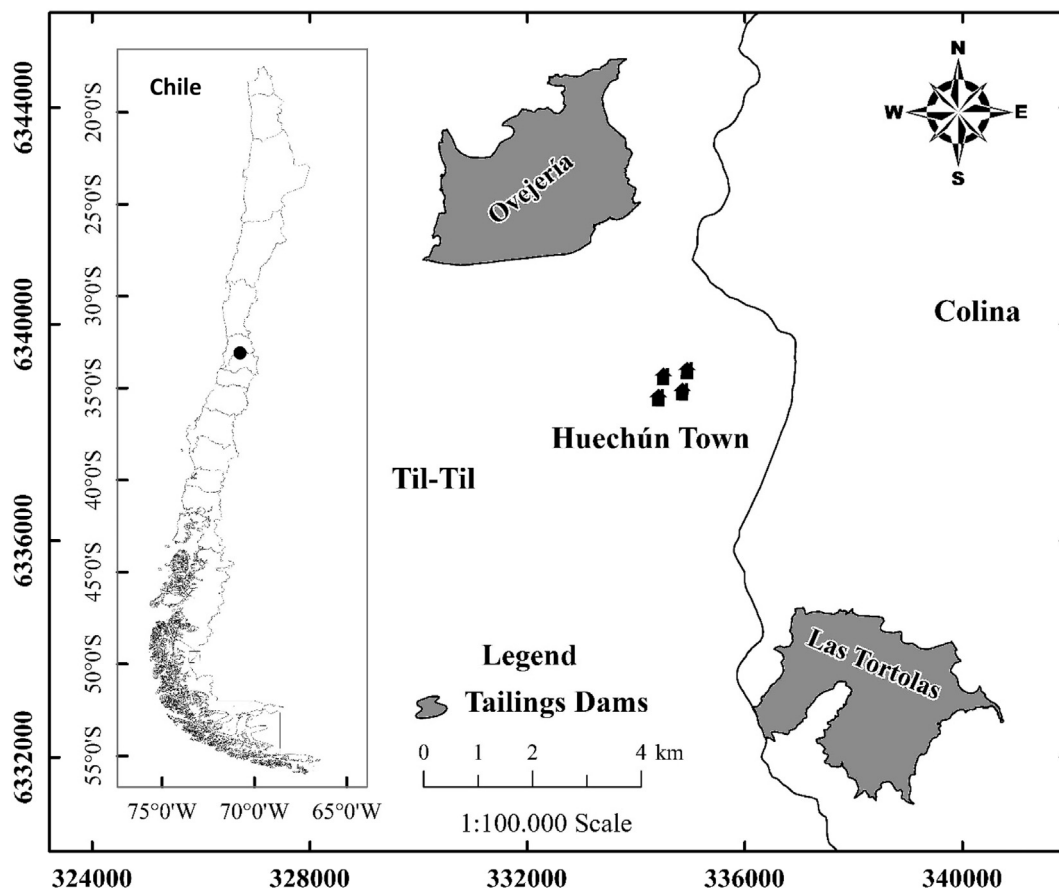 Chile
20°0'S
25°0'S
30°0'S
35°0'S
40°0'S
45°0'S
50°0'S
55°0'S
75°0'W 70°0'W 65°0'W
6344000
6340000
6336000
6332000
N
W E
S
Ovejería
Colina
Huechún Town
Til-Til
Las Tortolas
Legend
Tailings Dams
0 1 2 4 km
1:100.000 Scale
324000 328000 332000 336000 340000